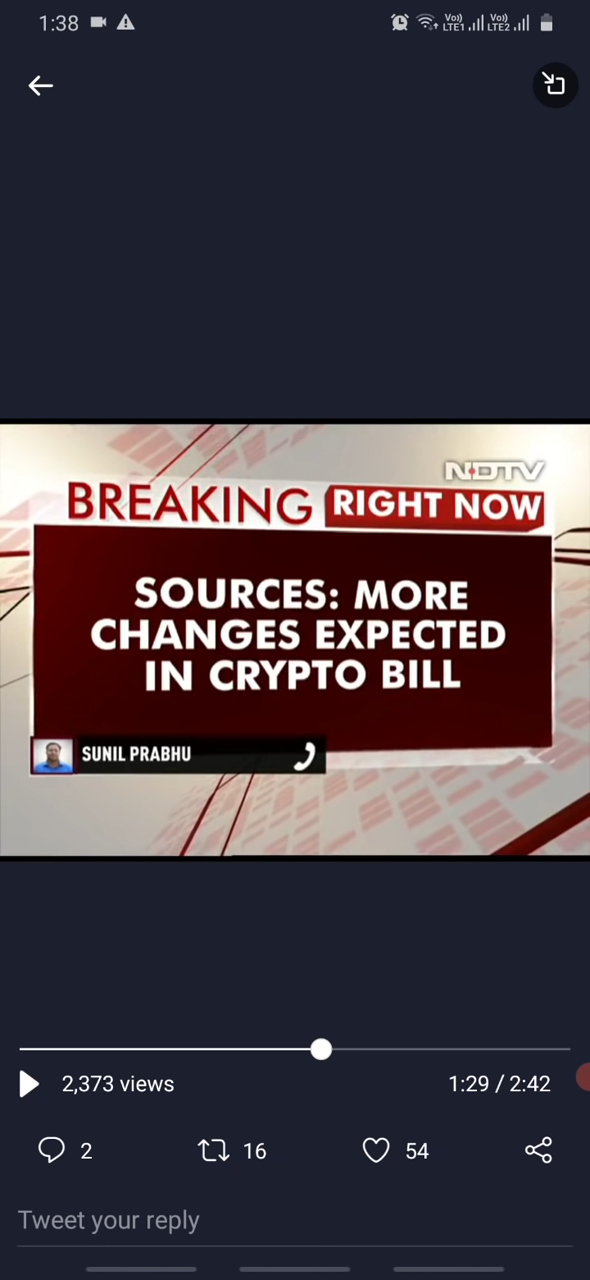 1:38
Vo)) LTE1 Vo)) LTE2
NDTV
BREAKING RIGHT NOW
SOURCES: MORE
CHANGES EXPECTED
IN CRYPTO BILL
SUNIL PRABHU
2,373 views 1:29 / 2:42
2 16 54
Tweet your reply